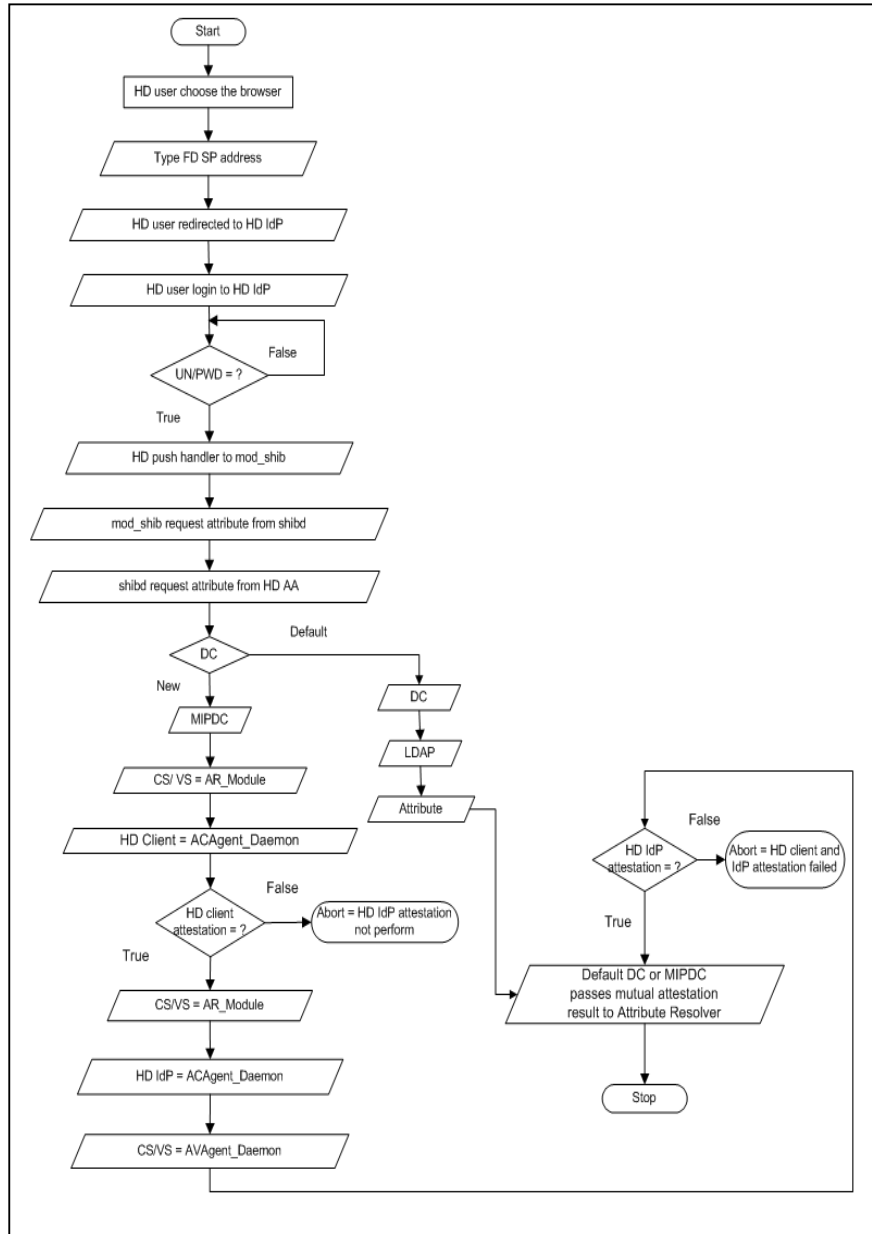 Start
HD user choose the browser
Type FD SP address
HD user redirected to HD IdP
HD user login to HD IdP
False
UN/PWD = ?
True
HD push handler to mod_shib
mod_shib request attribute from shibd
shibd request attribute from HD AA
Default
DC
New
MIPDC
CS/ VS = AR_Module
HD Client = ACAgent_Daemon
False
HD client
attestation = ?
Abort = HD IdP attestation
not perform
True
CS/VS = AR_Module
HD IdP = ACAgent_Daemon
CS/VS = AVAgent_Daemon
DC
LDAP
Attribute
False
HD IdP
attestation = ?
Abort = HD client and
IdP attestation failed
True
Default DC or MIPDC
passes mutual attestation
result to Attribute Resolver
Stop